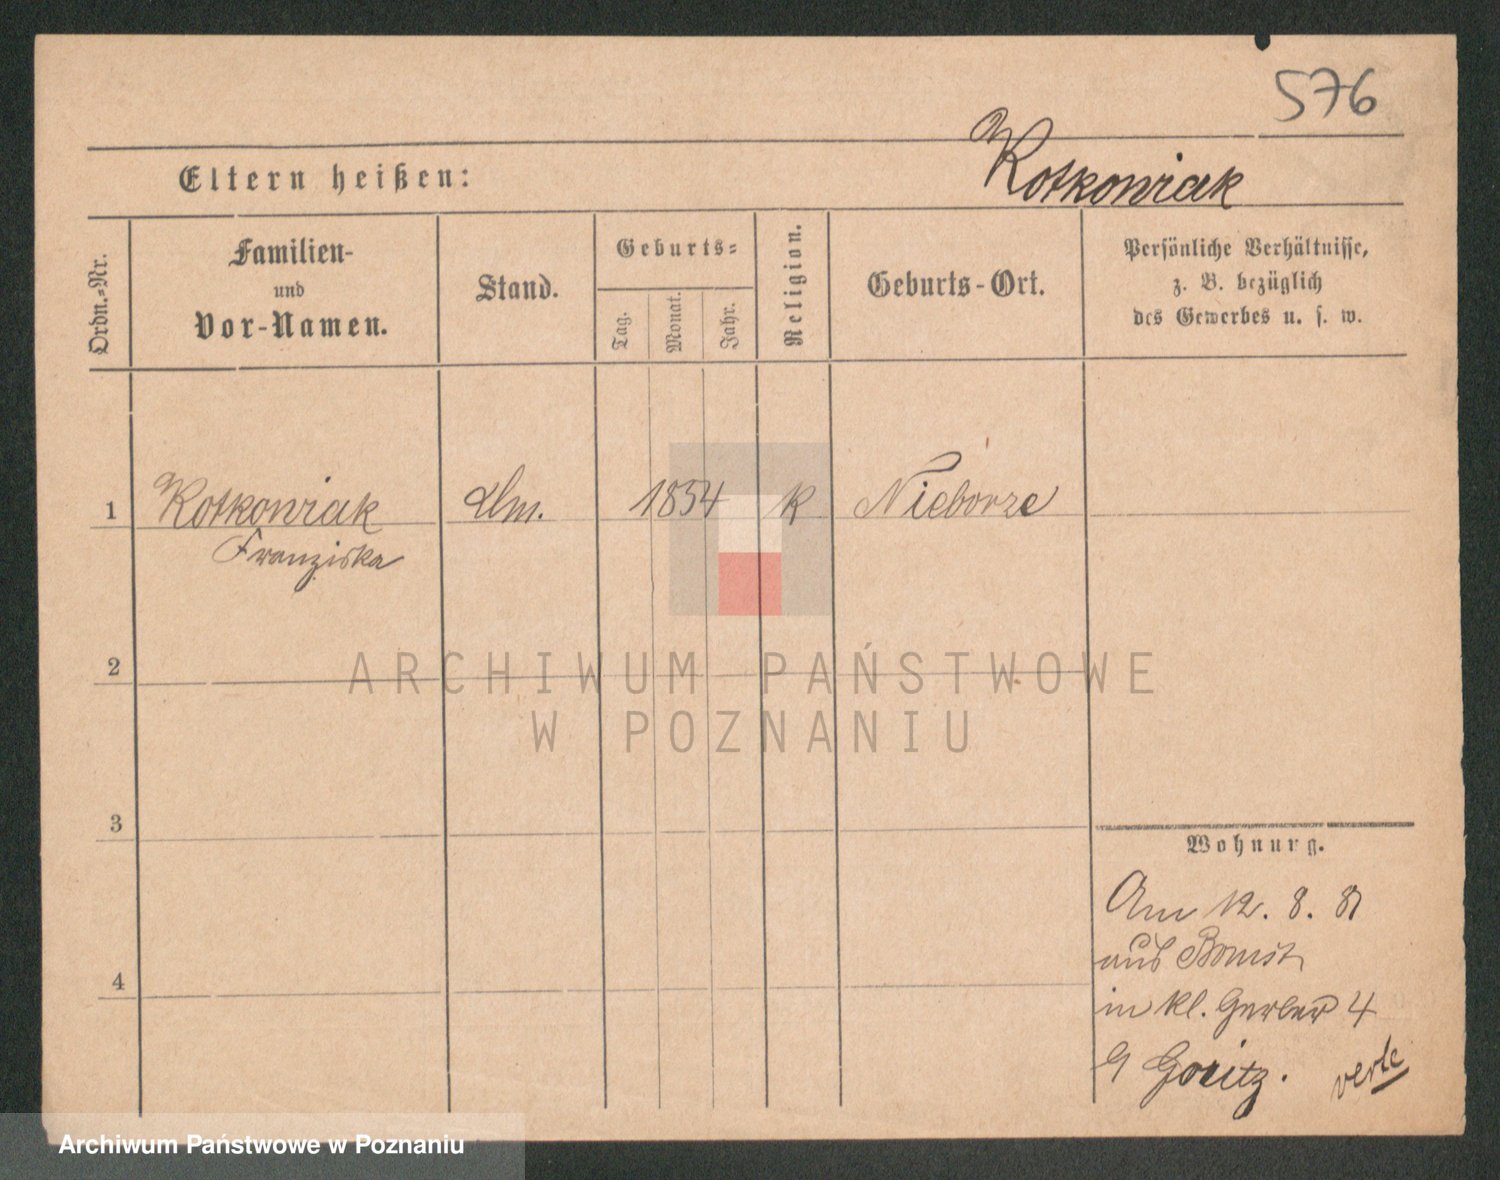 576
Kotkowiak
Eltern heißen:
Ordn.-Nr.
Familien-
und
Vor-Namen.
Stand.
Geburts-
Tag.
Monat.
Jahr.
Religion.
Geburts-Ort.
Persönliche Verhältnisse,
z. B. bezüglich
des Gewerbes u. s. w.
1 Kotkowiak 1854 k Nieborze
Franziska
2
3
4
Wohnung.
Am 12. 8. 81
aus Bomst
in kl. Gerber 4
Goritz.
ARCHIWUM PAŃSTWOWE
W POZNANIU
Archiwum Państwowe w Poznaniu